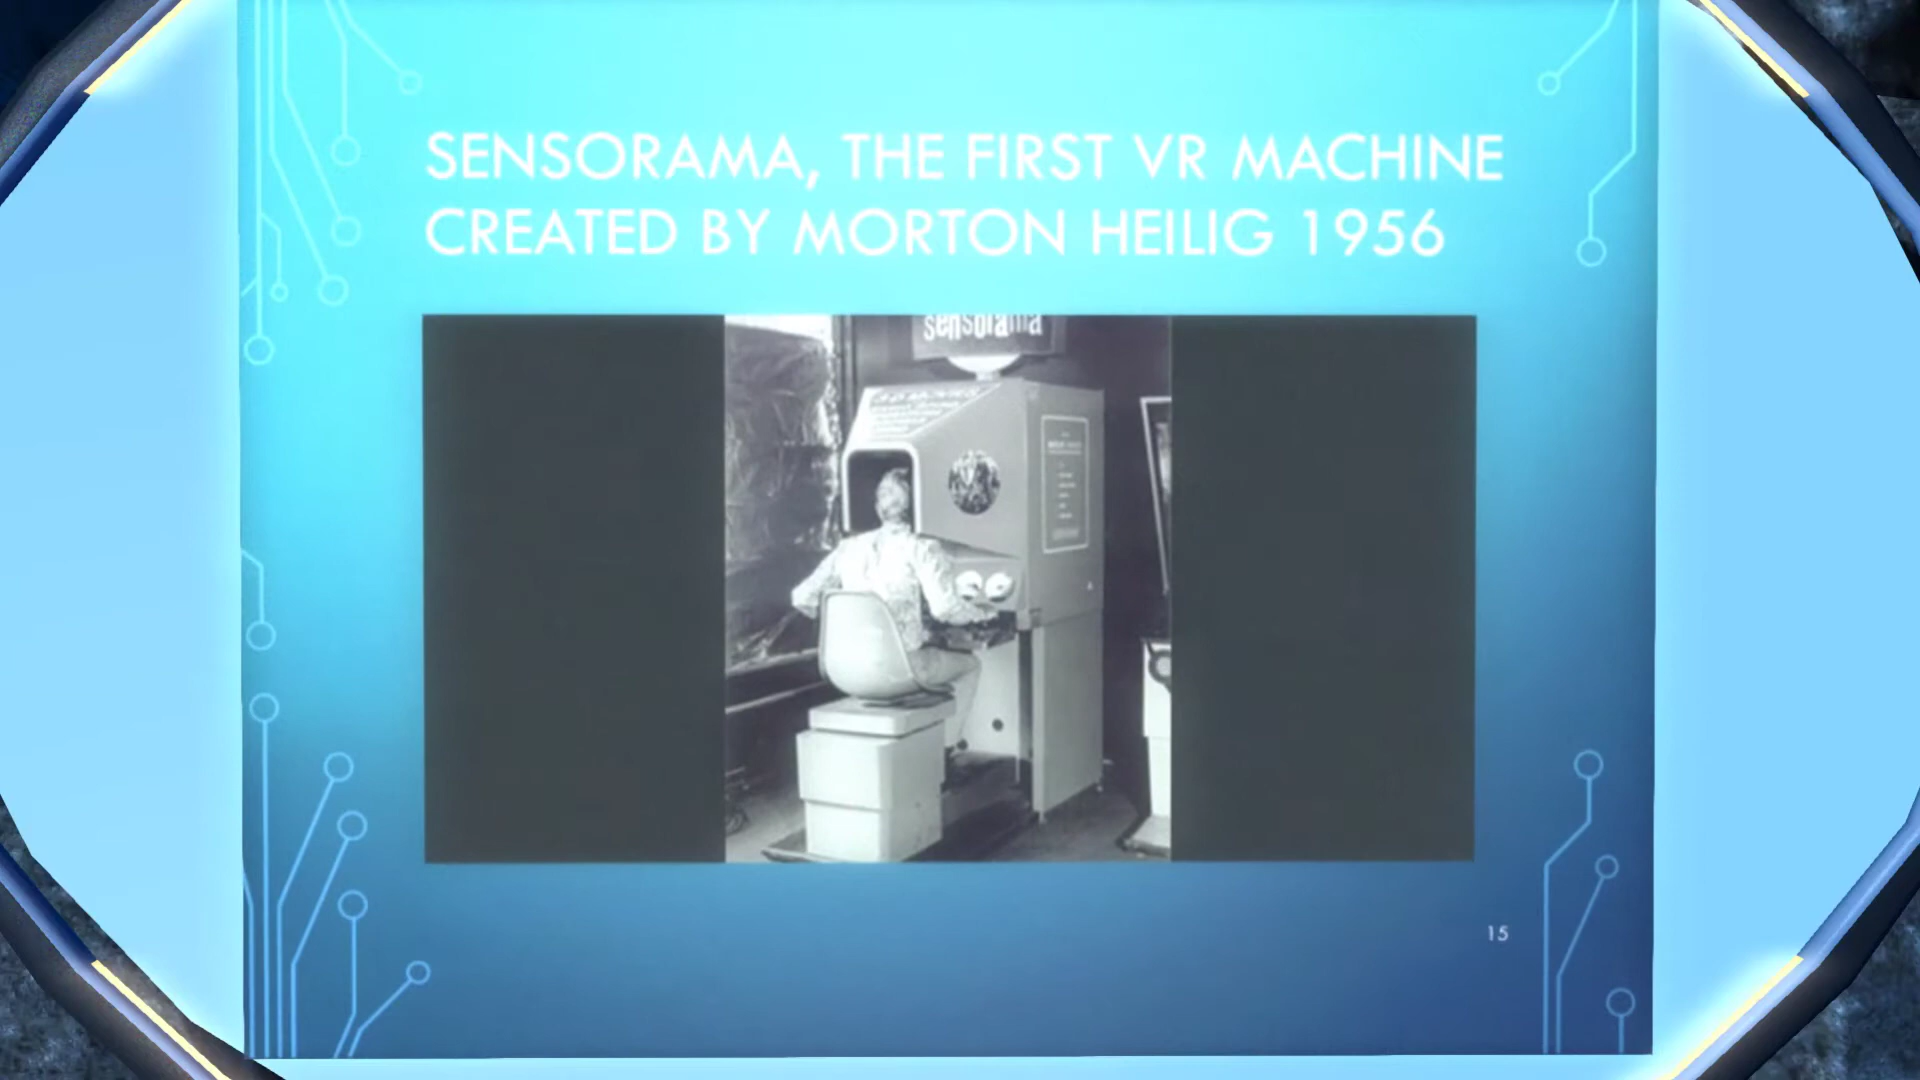 SENSORAMA, THE FIRST VR MACHINE
CREATED BY MORTON HEILIG 1956
sensorama
15